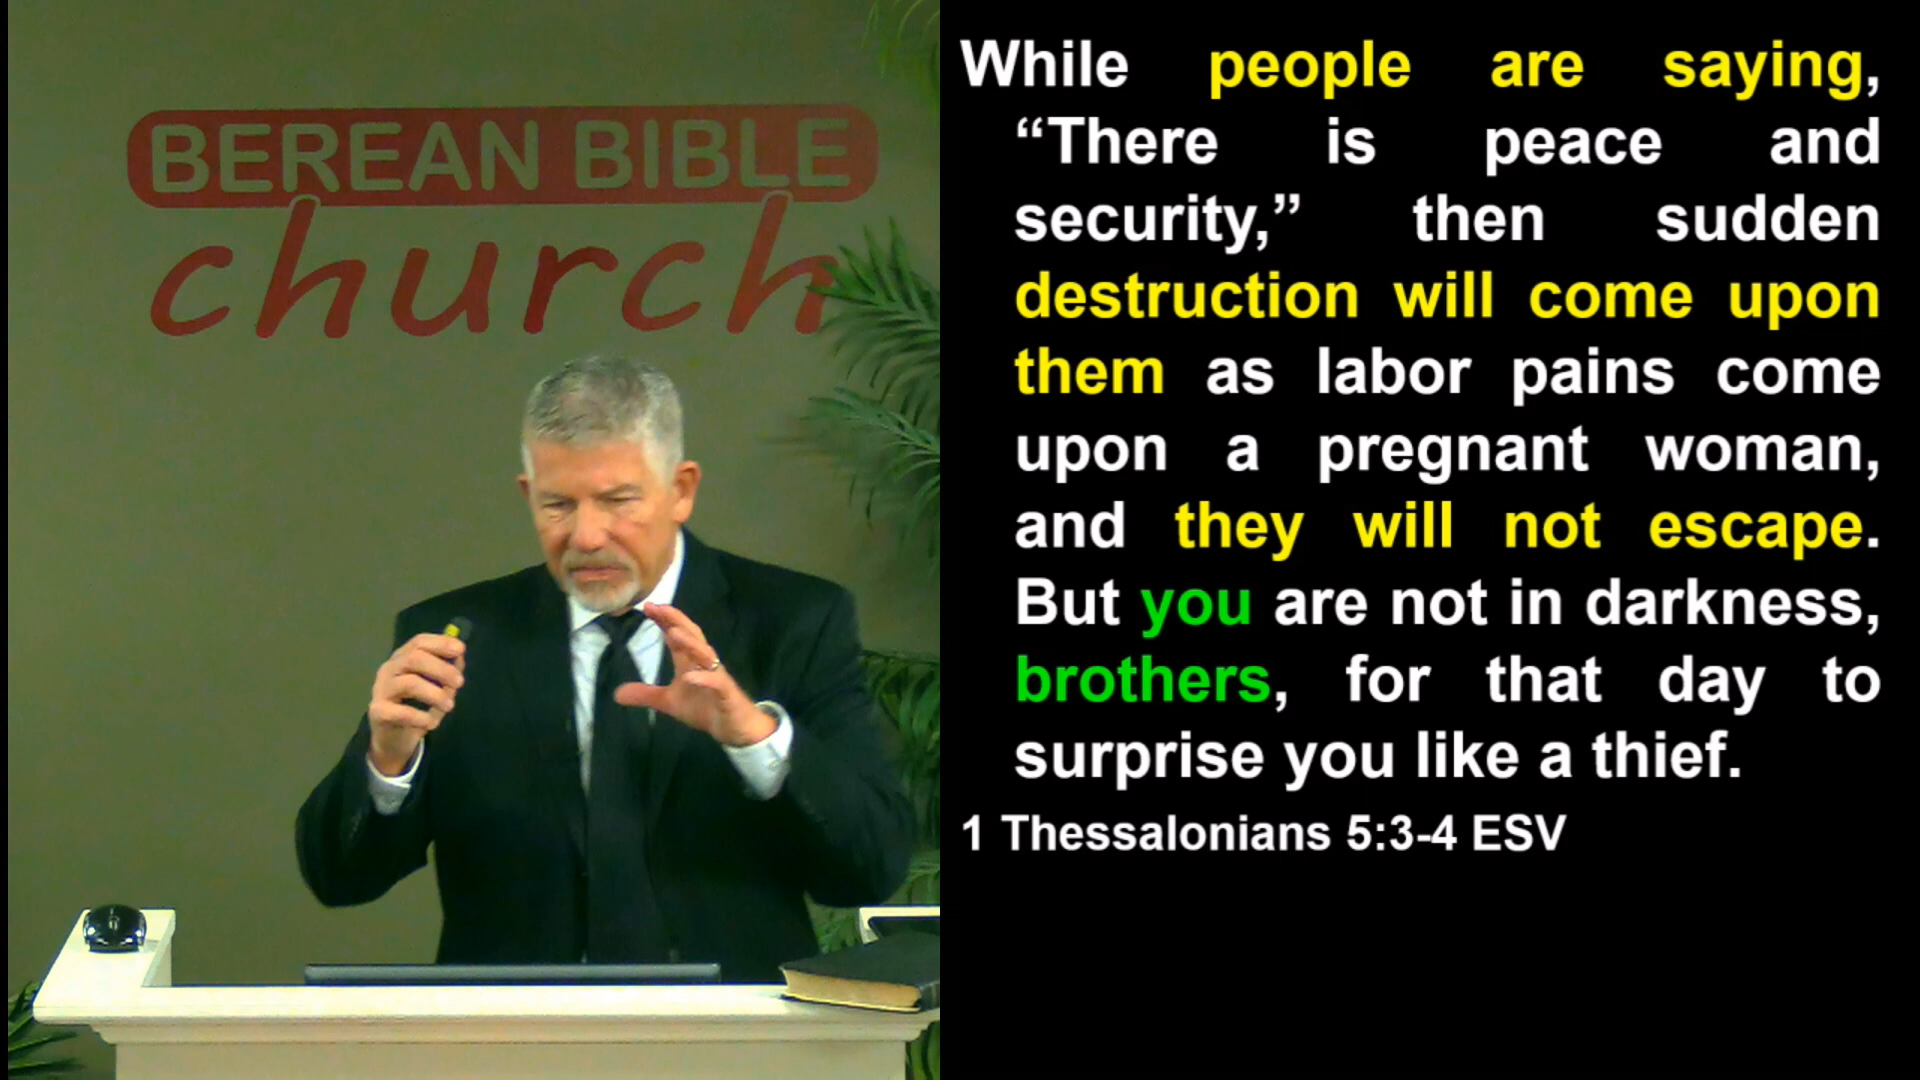 BEREAN BIBLE
church
While people are saying,
“There is peace and
security,” then sudden
destruction will come upon
them as labor pains come
upon a pregnant woman,
and they will not escape.
But you are not in darkness,
brothers, for that day to
surprise you like a thief.
1 Thessalonians 5:3-4 ESV